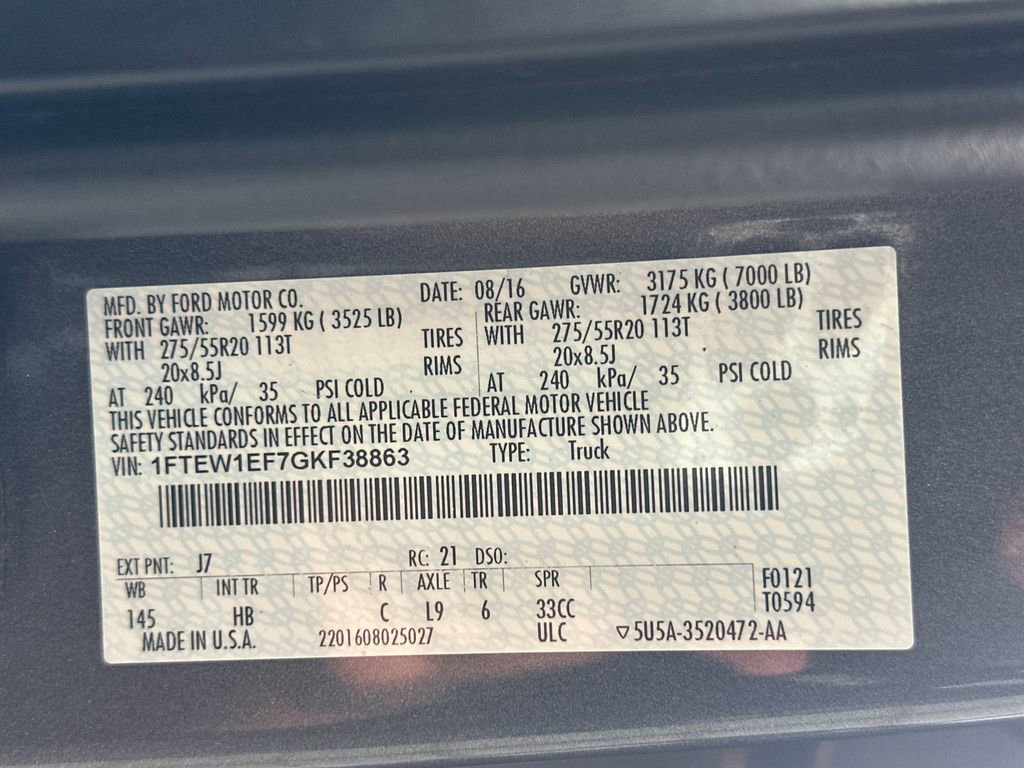 MFD. BY FORD MOTOR CO. DATE: 08/16 GVWR: 3175 KG ( 7000 LB)
FRONT GAWR: 1599 KG ( 3525 LB) REAR GAWR: 1724 KG ( 3800 LB)
WITH 275/55R20 113T TIRES WITH 275/55R20 113T TIRES
20x8.5J RIMS 20x8.5J RIMS
AT 240 kPa/ 35 PSI COLD AT 240 kPa/ 35 PSI COLD
THIS VEHICLE CONFORMS TO ALL APPLICABLE FEDERAL MOTOR VEHICLE
SAFETY STANDARDS IN EFFECT ON THE DATE OF MANUFACTURE SHOWN ABOVE.
VIN: 1FTEW1EF7GKF38863 TYPE: Truck
EXT PNT: J7 RC: 21 DSO:
WB INT TR TP/PS R AXLE TR SPR F0121
145 HB C L9 6 33CC T0594
MADE IN U.S.A. 2201608025027 ULC ▽5U5A-3520472-AA